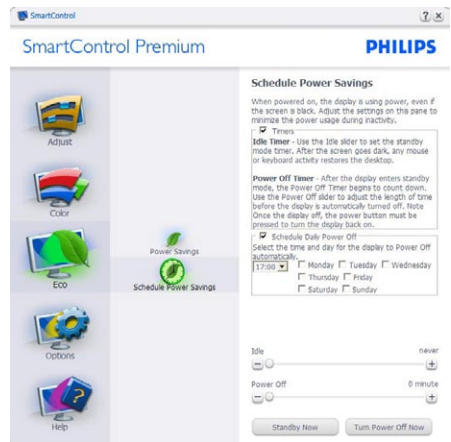 SmartControl
SmartControl Premium
PHILIPS
Adjust
Color
Eco
Options
Help
Power Savings
Schedule Power Savings
Schedule Power Savings
When powered on, the display is using power, even if
the screen is black. Adjust the settings on this pane to
minimize the power usage during inactivity.
Timers
Idle Timer - Use the Idle slider to set the standby
mode timer. After the screen goes dark, any mouse
or keyboard activity restores the desktop.
Power Off Timer - After the display enters standby
mode, the Power Off Timer begins to count down.
Use the Power Off slider to adjust the length of time
before the display is automatically turned off. Note
Once the display off, the power button must be
pressed to turn the display back on.
Schedule Daily Power Off
Select the time and day for the display to Power Off
automatically.
17:00 Monday Tuesday Wednesday
Thursday Friday
Saturday Sunday
Idle never
Power Off 0 minute
Standby Now Turn Power Off Now